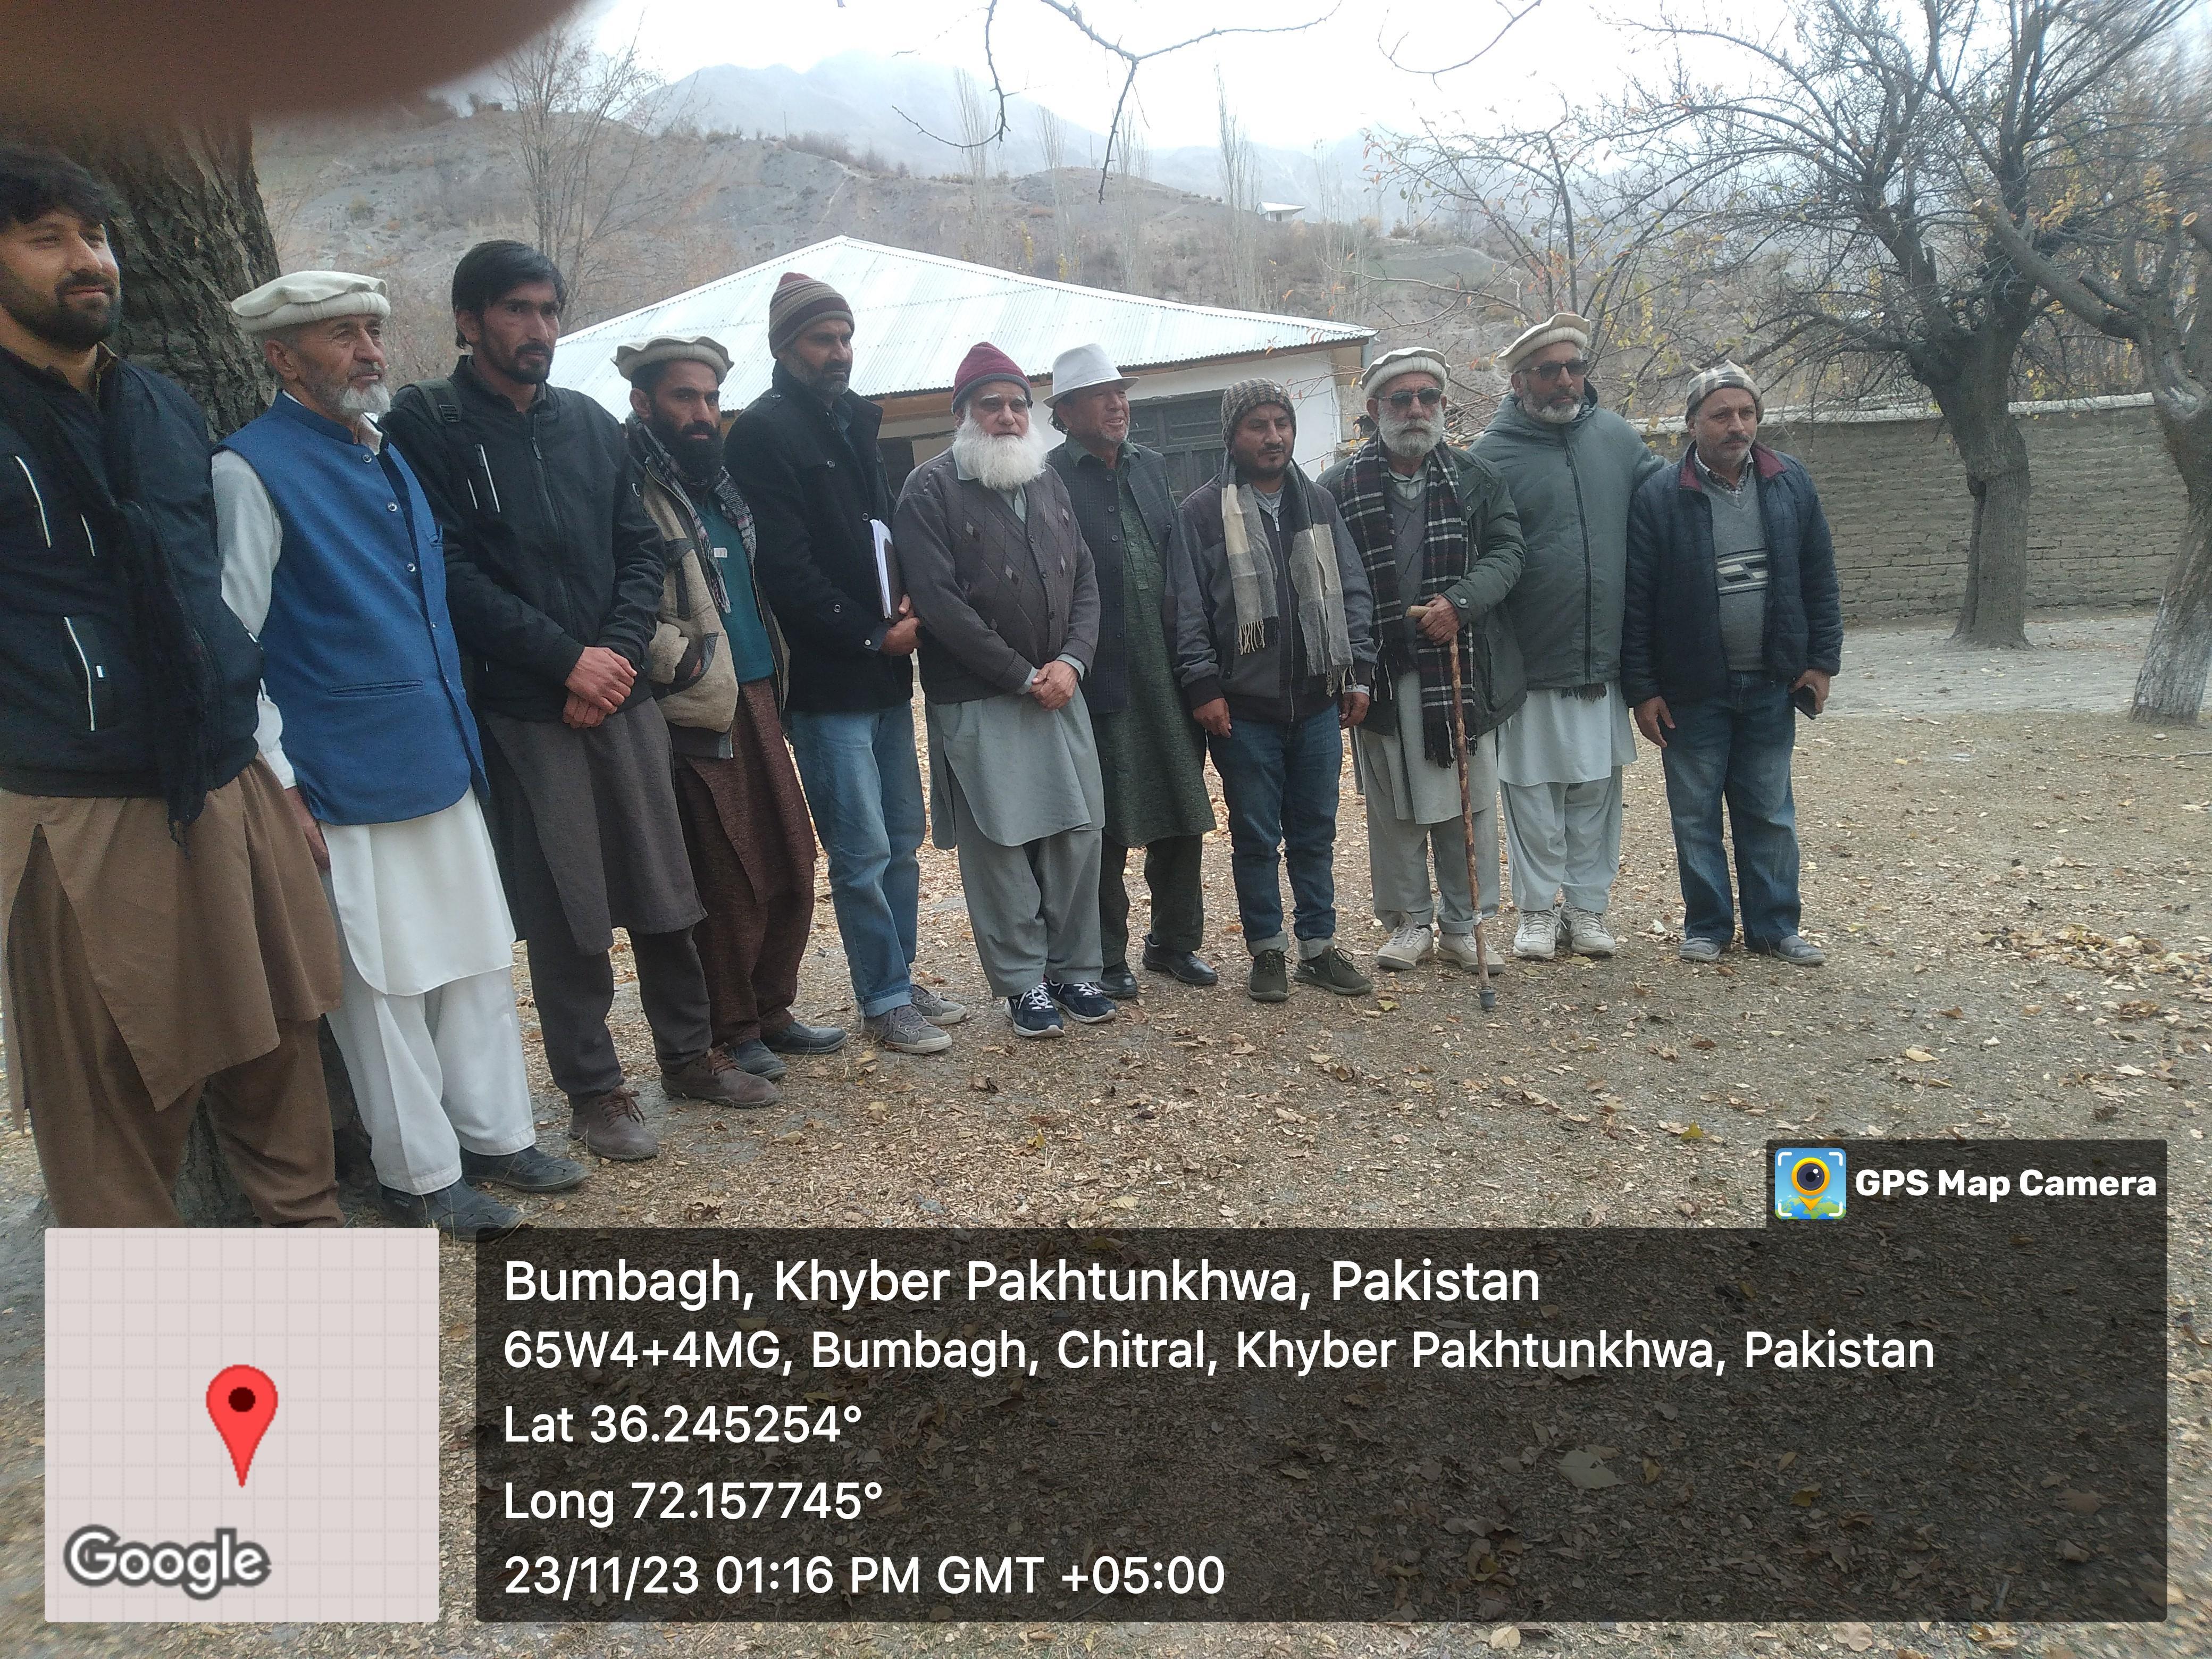 GPS Map Camera
Bumbagh, Khyber Pakhtunkhwa, Pakistan
65W4+4MG, Bumbagh, Chitral, Khyber Pakhtunkhwa, Pakistan
Lat 36.245254°
Long 72.157745°
23/11/23 01:16 PM GMT +05:00
Google